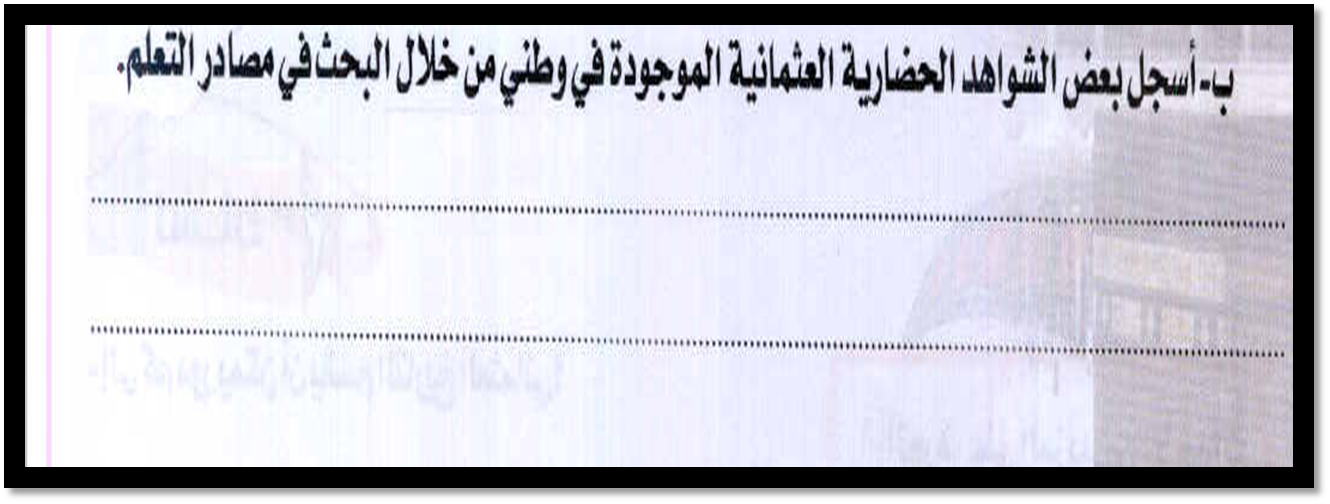 ب- أسجل بعض الشواهد الحضارية العثمانية الموجودة في وطني من خلال البحث في مصادر التعلم.